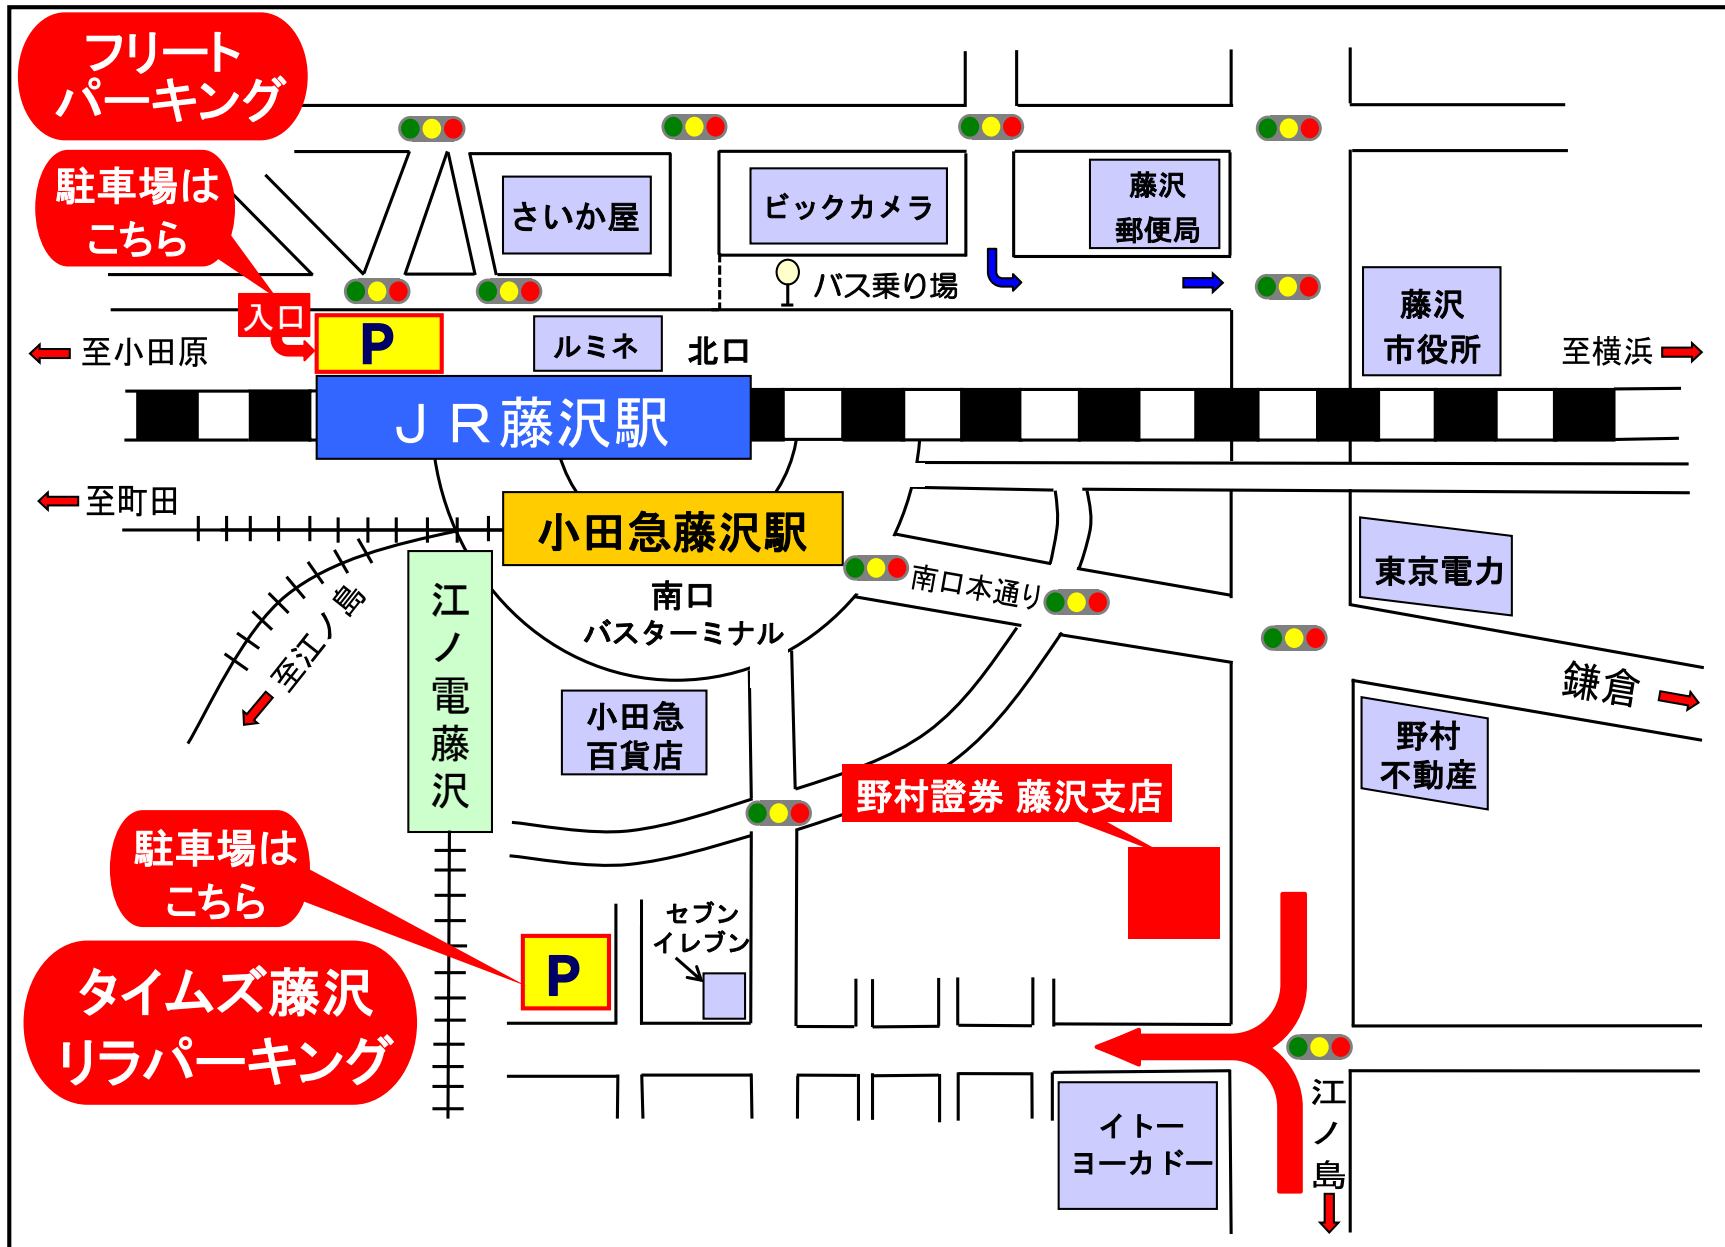 フリート
パーキング
駐車場は
こちら
入口
P
さいか屋
ビックカメラ
藤沢
郵便局
バス乗り場
藤沢
市役所
至小田原
ルミネ
北口
至横浜
ＪＲ藤沢駅
至町田
小田急藤沢駅
南口
バスターミナル
南口本通り
東京電力
至江ノ島
江ノ電藤沢
鎌倉
小田急
百貨店
野村
不動産
野村證券 藤沢支店
駐車場は
こちら
セブン
イレブン
P
タイムズ藤沢
リラパーキング
イトー
ヨーカドー
江ノ島